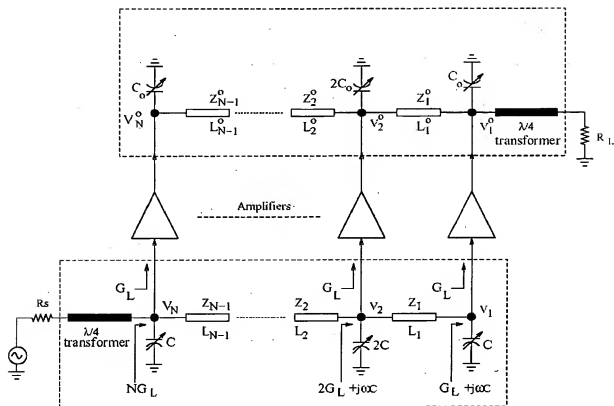 C_o
2C_o
C_o
Z^o_{N-1}
Z^o_2
Z^o_1
V^o_N
L^o_{N-1}
L^o_2
V^o_2
L^o_1
V^o_1
λ/4
transformer
R_L
Amplifiers
G_L
G_L
G_L
Rs
V_N
Z_{N-1}
Z_2
V_2
Z_1
V_1
λ/4
transformer
C
L_{N-1}
L_2
2C
L_1
C
NG_L
2G_L +jωC
G_L +jωC